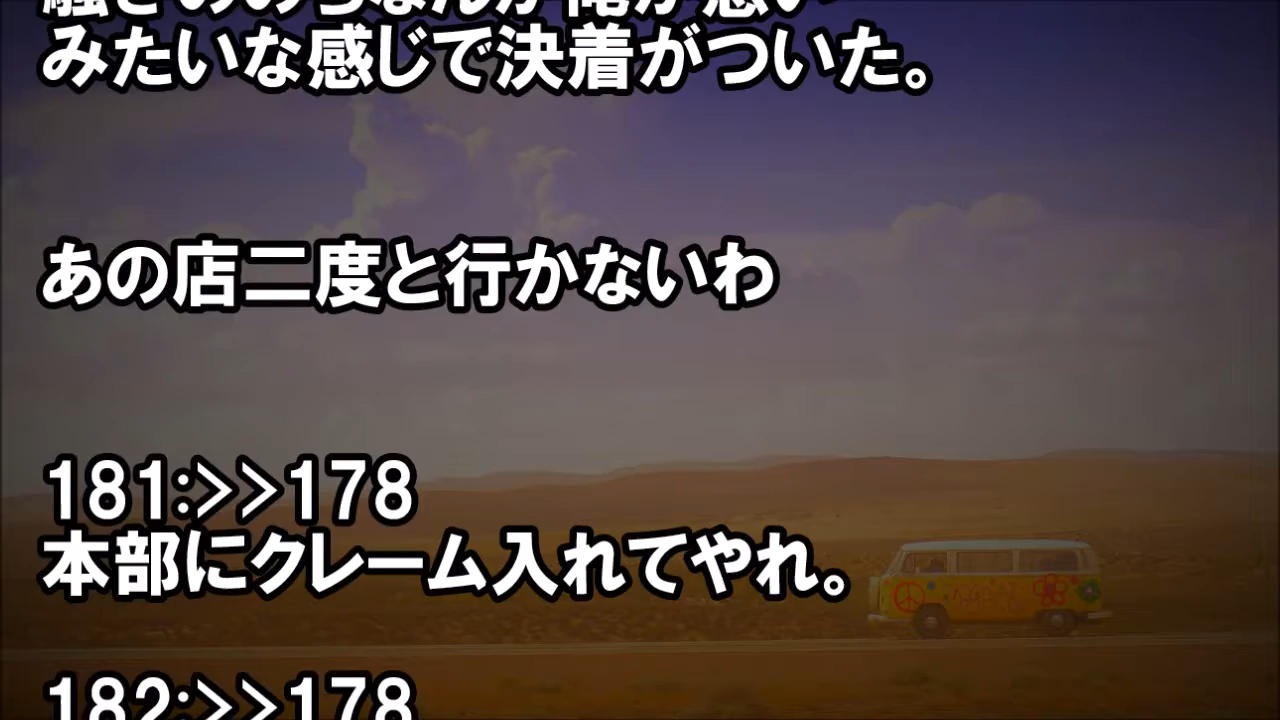 みたいな感じで決着がついた。
あの店二度と行かないわ
181:>>178
本部にクレーム入れてやれ。
182:>>178